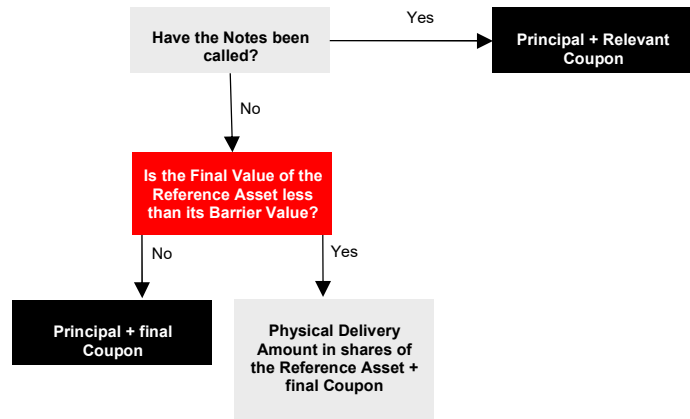 Have the Notes been
called?
Yes
Principal + Relevant
Coupon
No
Is the Final Value of the
Reference Asset less
than its Barrier Value?
No
Yes
Principal + final
Coupon
Physical Delivery
Amount in shares of
the Reference Asset +
final Coupon